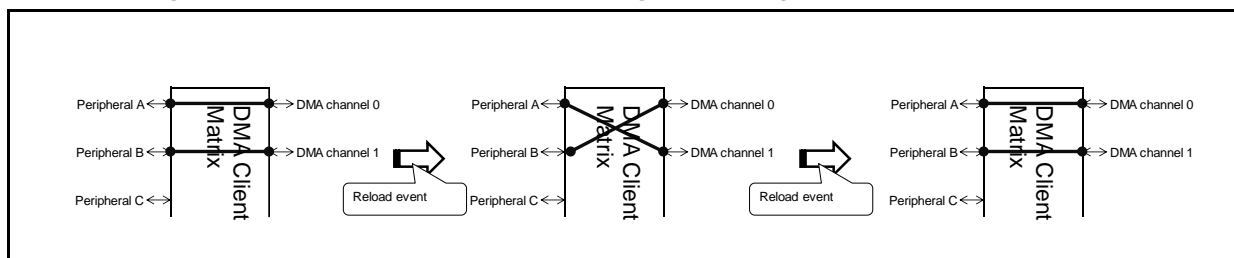 Peripheral A
DMA channel 0
Peripheral B
DMA channel 1
Peripheral C
DMA Client
Matrix
Reload event
Peripheral A
DMA channel 0
Peripheral B
DMA channel 1
Peripheral C
DMA Client
Matrix
Reload event
Peripheral A
DMA channel 0
Peripheral B
DMA channel 1
Peripheral C
DMA Client
Matrix